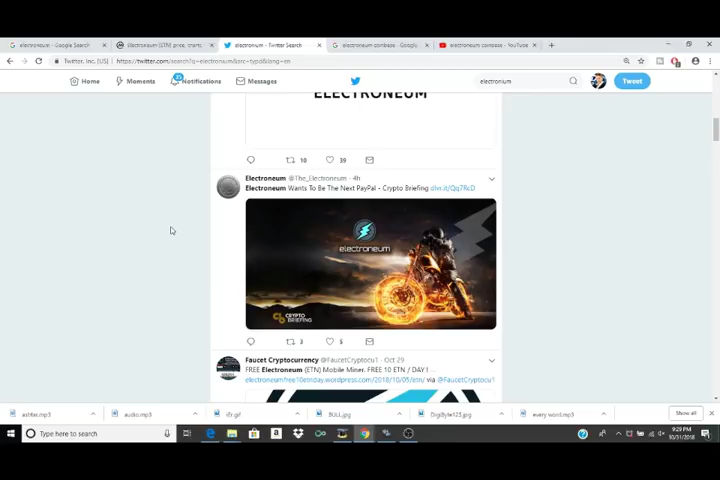 electroneum - Google Search
Electroneum (ETN) price, charts,
electronium - Twitter Search
electroneum coinbase - Google
electroneum coinbase - YouTube
Twitter, Inc. [US] https://twitter.com/search?q=electronium&src=typd&lang=en
Home Moments Notifications Messages electronium Tweet
ELECTRONEUM
10 39
Electroneum @The_Electroneum · 4h
Electroneum Wants To Be The Next PayPal - Crypto Briefing dlvr.it/Qq7RcD
electroneum
CRYPTO
BRIEFING
3 5
Faucet Cryptocurrency @FaucetCryptocu1 · Oct 29
FREE Electroneum (ETN) Mobile Miner. FREE 10 ETN / DAY !...
electroneumfree10etnday.wordpress.com/2018/10/05/etn/ via @FaucetCryptocu1
audio.mp3 BULL.jpg DigiByte123.jpg every word.mp3 Show all
Type here to search
9:29 PM
10/31/2018